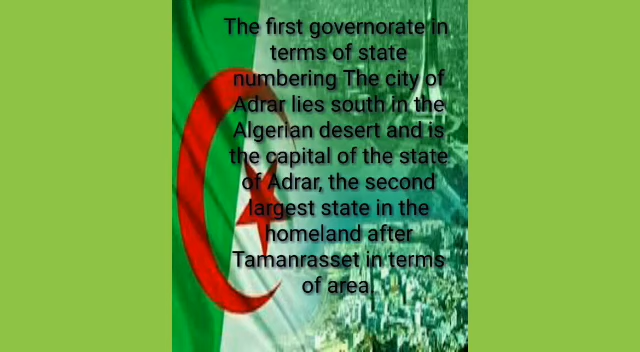 The first governorate in
terms of state
numbering The city of
Adrar lies south in the
Algerian desert and is
the capital of the state
of Adrar, the second
largest state in the
homeland after
Tamanrasset in terms
of area.